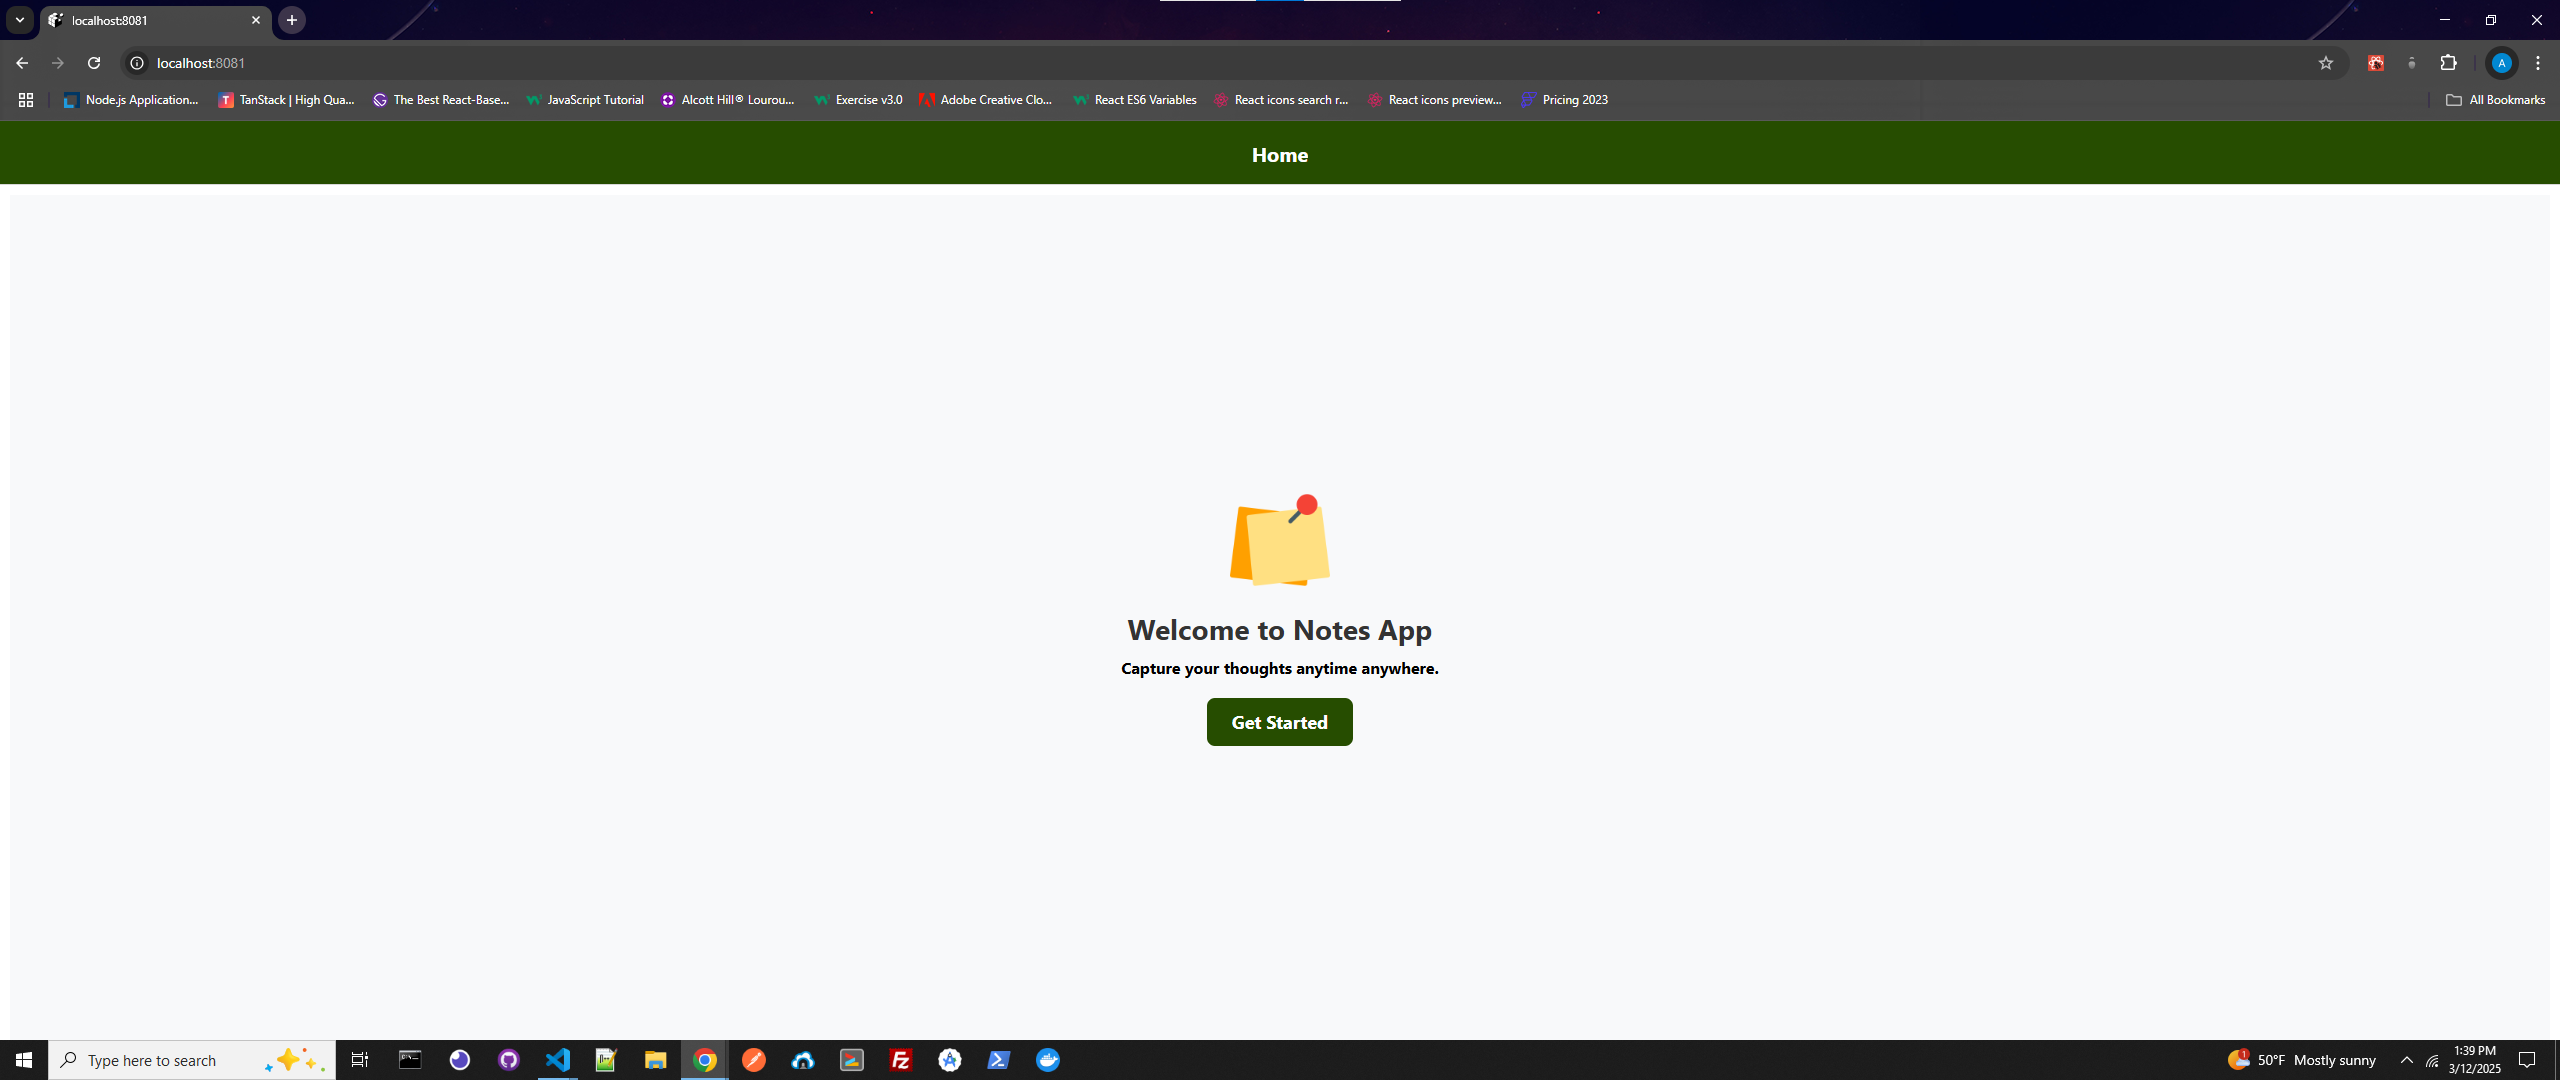 localhost:8081
localhost:8081
A
Node.js Application...
TanStack | High Qua...
The Best React-Base...
JavaScript Tutorial
Alcott Hill® Lourou...
Exercise v3.0
Adobe Creative Clo...
React ES6 Variables
React icons search r...
React icons preview...
Pricing 2023
All Bookmarks
Home
Welcome to Notes App
Capture your thoughts anytime anywhere.
Get Started
Type here to search
1
50°F Mostly sunny
1:39 PM
3/12/2025